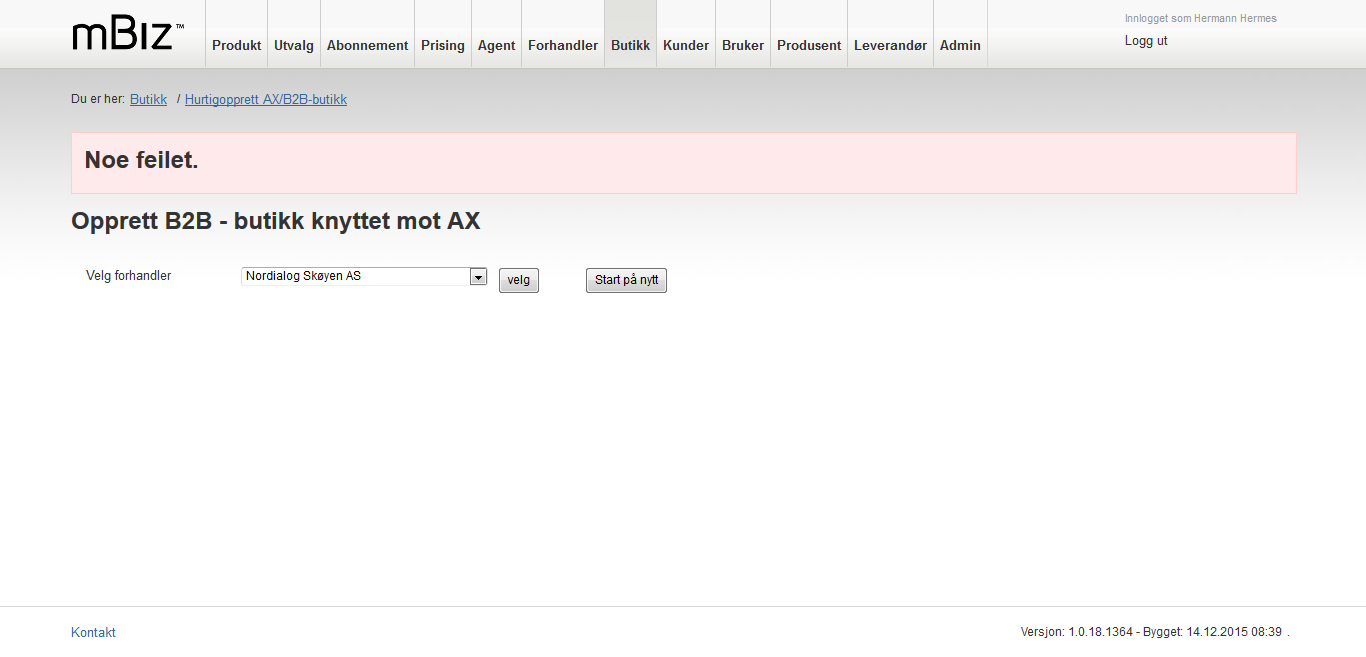 mBiz™
Produkt Utvalg Abonnement Prising Agent Forhandler Butikk Kunder Bruker Produsent Leverandør Admin
Innlogget som Hermann Hermes
Logg ut
Du er her: Butikk / Hurtigopprett AX/B2B-butikk
Noe feilet.
Opprett B2B - butikk knyttet mot AX
Velg forhandler Nordialog Skøyen AS velg Start på nytt
Kontakt Versjon: 1.0.18.1364 - Bygget: 14.12.2015 08:39 .